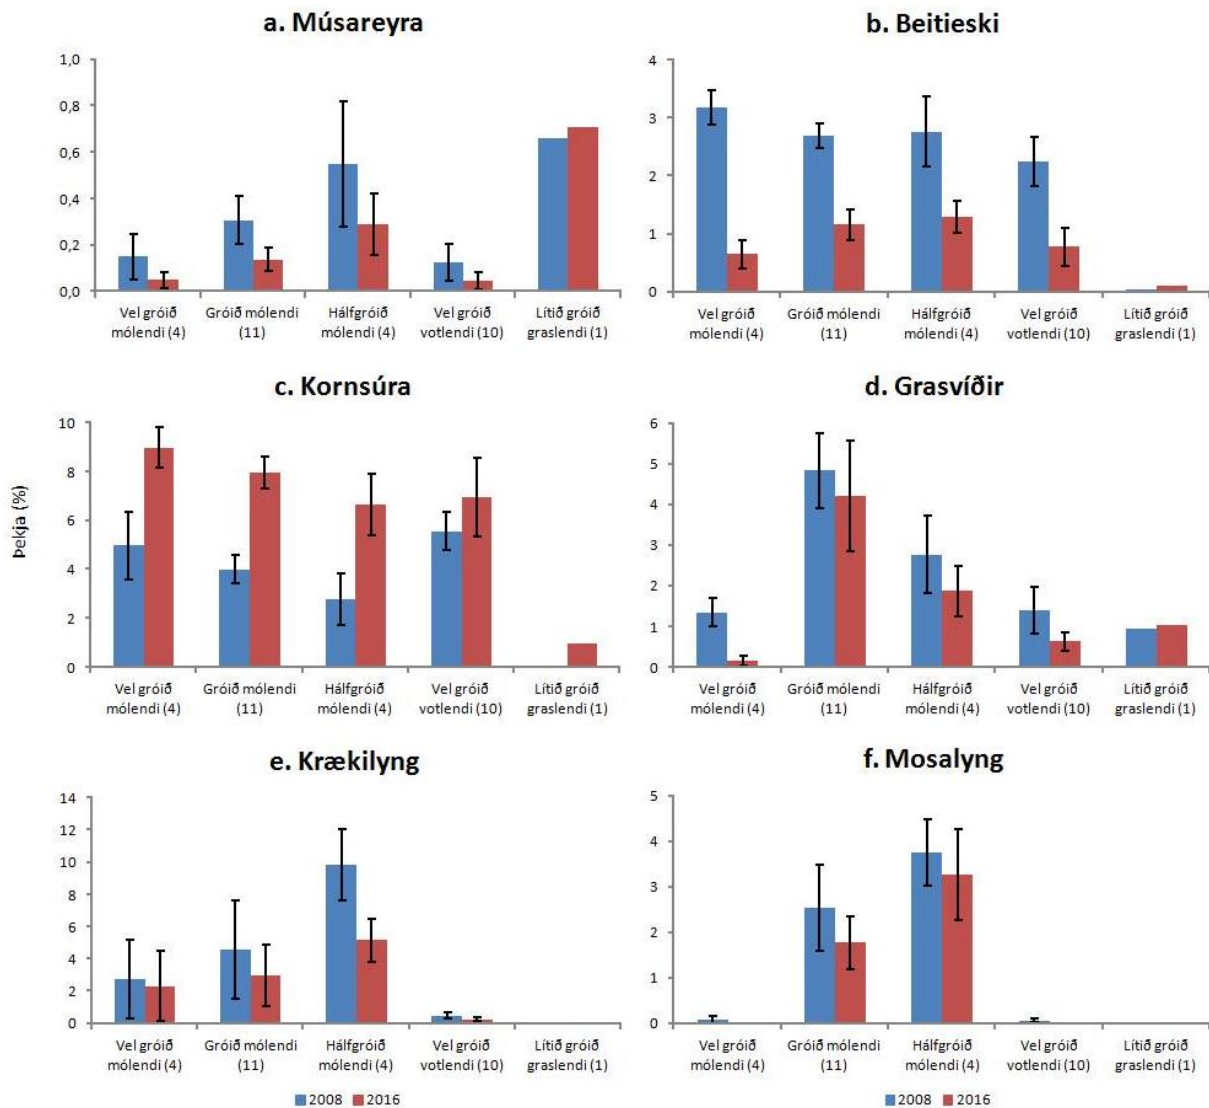 a. Músareyra
1,0
0,8
0,6
0,4
0,2
0,0
Vel gróið
mólendi (4)
Gróið mólendi
(11)
Hálfgróið
mólendi (4)
Vel gróið
votlendi (10)
Lítið gróið
graslendi (1)
b. Beitieski
4
3
2
1
0
Vel gróið
mólendi (4)
Gróið mólendi
(11)
Hálfgróið
mólendi (4)
Vel gróið
votlendi (10)
Lítið gróið
graslendi (1)
Þekja (%)
c. Kornsúra
10
8
6
4
2
0
Vel gróið
mólendi (4)
Gróið mólendi
(11)
Hálfgróið
mólendi (4)
Vel gróið
votlendi (10)
Lítið gróið
graslendi (1)
d. Grasvíðir
6
5
4
3
2
1
0
Vel gróið
mólendi (4)
Gróið mólendi
(11)
Hálfgróið
mólendi (4)
Vel gróið
votlendi (10)
Lítið gróið
graslendi (1)
e. Krækilyng
14
12
10
8
6
4
2
0
Vel gróið
mólendi (4)
Gróið mólendi
(11)
Hálfgróið
mólendi (4)
Vel gróið
votlendi (10)
Lítið gróið
graslendi (1)
2008 2016
f. Mosalyng
5
4
3
2
1
0
Vel gróið
mólendi (4)
Gróið mólendi
(11)
Hálfgróið
mólendi (4)
Vel gróið
votlendi (10)
Lítið gróið
graslendi (1)
2008 2016